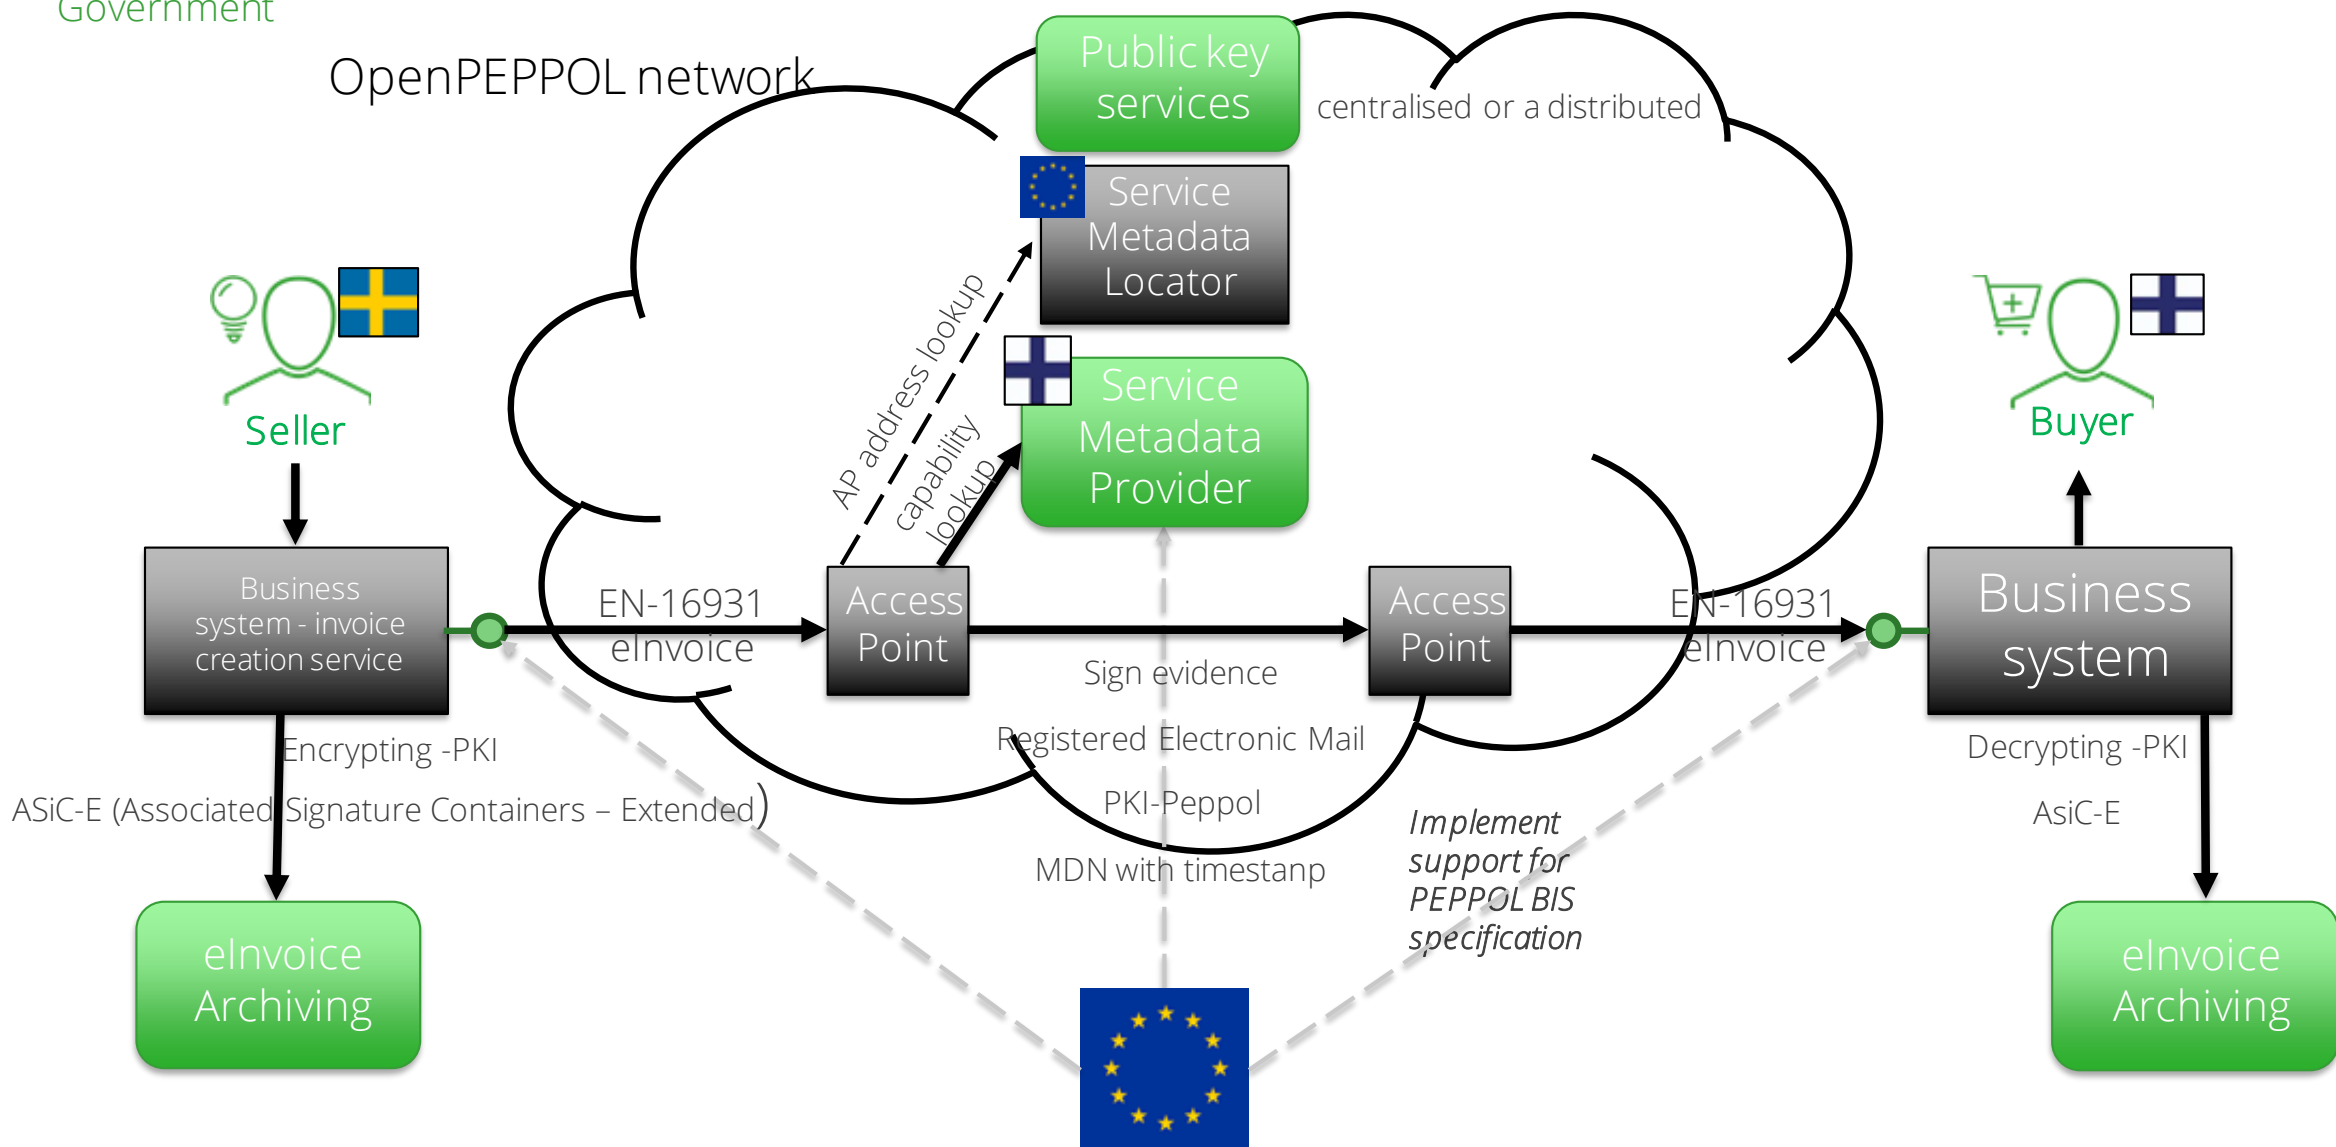 Government
OpenPEPPOL network
Public key
services
centralised or a distributed
Service
Metadata
Locator
AP address lookup
capability
lookup
Service
Metadata
Provider
Seller
Buyer
Business
system - invoice
creation service
EN-16931
eInvoice
Access
Point
Access
Point
EN-16931
eInvoice
Business
system
Sign evidence
Registered Electronic Mail
PKI-Peppol
MDN with timestanp
Encrypting -PKI
ASiC-E (Associated Signature Containers – Extended)
Implement
support for
PEPPOL BIS
specification
Decrypting -PKI
AsiC-E
eInvoice
Archiving
eInvoice
Archiving